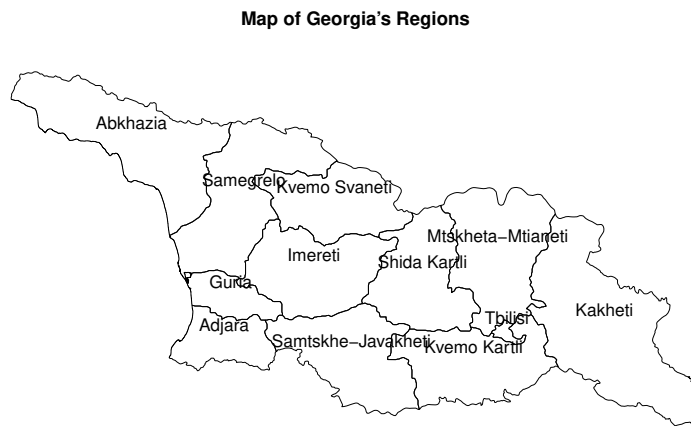 Map of Georgia's Regions
Abkhazia
Samegrelo
Kvemo Svaneti
Mtskheta−Mtianeti
Imereti
Shida Kartli
Guria
Kakheti
Tbilisi
Adjara
Samtskhe−Javakheti
Kvemo Kartli